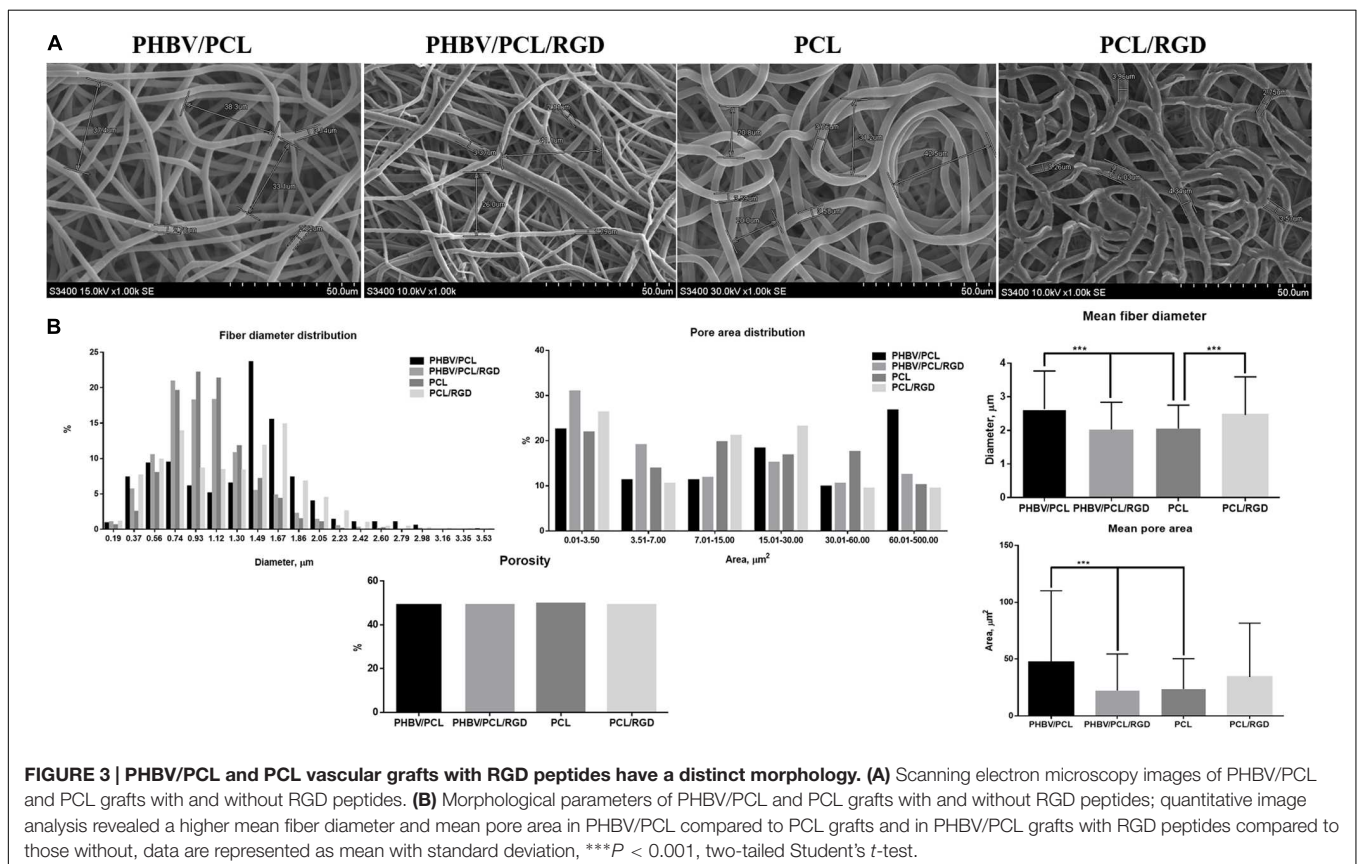 A
PHBV/PCL
PHBV/PCL/RGD
PCL
PCL/RGD
38.3um
33.1um
S3400 15.0kV x1.00k SE 50.0um
26.0um
S3400 10.0kV x1.00k 50.0um
S3400 30.0kV x1.00k SE 50.0um
3.96um
4.34um
S3400 10.0kV x1.00k SE 50.0um
B
Fiber diameter distribution
25
20
15
10
5
0
%
PHBV/PCL
PHBV/PCL/RGD
PCL
PCL/RGD
0.19 0.37 0.56 0.74 0.93 1.12 1.30 1.49 1.67 1.86 2.05 2.23 2.42 2.60 2.79 2.98 3.16 3.35 3.53
Diameter, µm
Pore area distribution
40
30
20
10
0
%
PHBV/PCL
PHBV/PCL/RGD
PCL
PCL/RGD
0.01-3.50 3.51-7.00 7.01-15.00 15.01-30.00 30.01-60.00 60.01-500.00
Area, µm²
Mean fiber diameter
4
3
2
1
0
Diameter, µm
*** ***
PHBV/PCL PHBV/PCL/RGD PCL PCL/RGD
Porosity
60
40
20
0
%
PHBV/PCL PHBV/PCL/RGD PCL PCL/RGD
Mean pore area
150
100
50
0
Area, µm²
***
PHBV/PCL PHBV/PCL/RGD PCL PCL/RGD
FIGURE 3 | PHBV/PCL and PCL vascular grafts with RGD peptides have a distinct morphology. (A) Scanning electron microscopy images of PHBV/PCL
and PCL grafts with and without RGD peptides. (B) Morphological parameters of PHBV/PCL and PCL grafts with and without RGD peptides; quantitative image
analysis revealed a higher mean fiber diameter and mean pore area in PHBV/PCL compared to PCL grafts and in PHBV/PCL grafts with RGD peptides compared to
those without, data are represented as mean with standard deviation, ***P < 0.001, two-tailed Student's t-test.